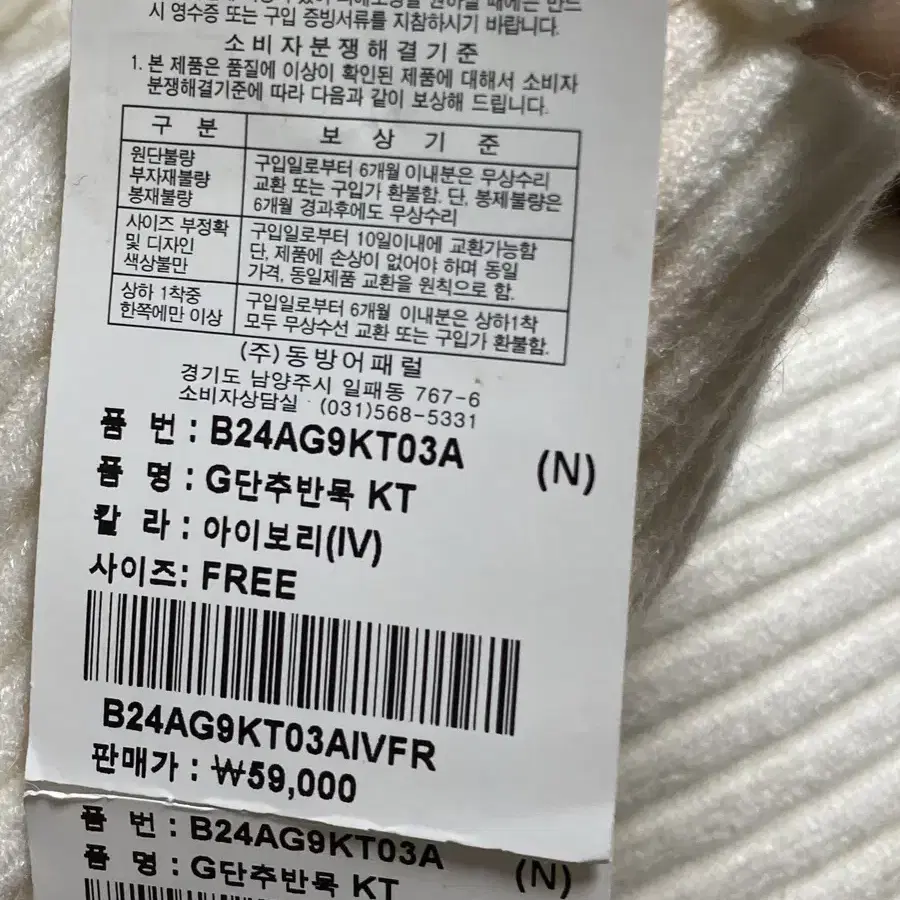 시 영수증 또는 구입 증빙서류를 지참하시기 바랍니다.
소비자분쟁해결기준
1. 본 제품은 품질에 이상이 확인된 제품에 대해서 소비자
분쟁해결기준에 따라 다음과 같이 보상해 드립니다.
구 분
보 상 기 준
원단불량
부자재불량
봉재불량
구입일로부터 6개월 이내분은 무상수리
교환 또는 구입가 환불함. 단, 봉제불량은
6개월 경과후에도 무상수리
사이즈 부정확
및 디자인
색상불만
구입일로부터 10일이내에 교환가능함
단, 제품에 손상이 없어야 하며 동일
가격, 동일제품 교환을 원칙으로 함.
상하 1착중
한쪽에만 이상
구입일로부터 6개월 이내분은 상하1착
모두 무상수선 교환 또는 구입가 환불함.
(주)동방어패럴
경기도 남양주시 일패동 767-6
소비자상담실 (031)568-5331
품 번 : B24AG9KT03A (N)
품 명 : G단추반목 KT
칼 라 : 아이보리(IV)
사이즈: FREE
B24AG9KT03AIVFR
판매가 : ₩59,000
품 번 : B24AG9KT03A (N)
품 명 : G단추반목 KT